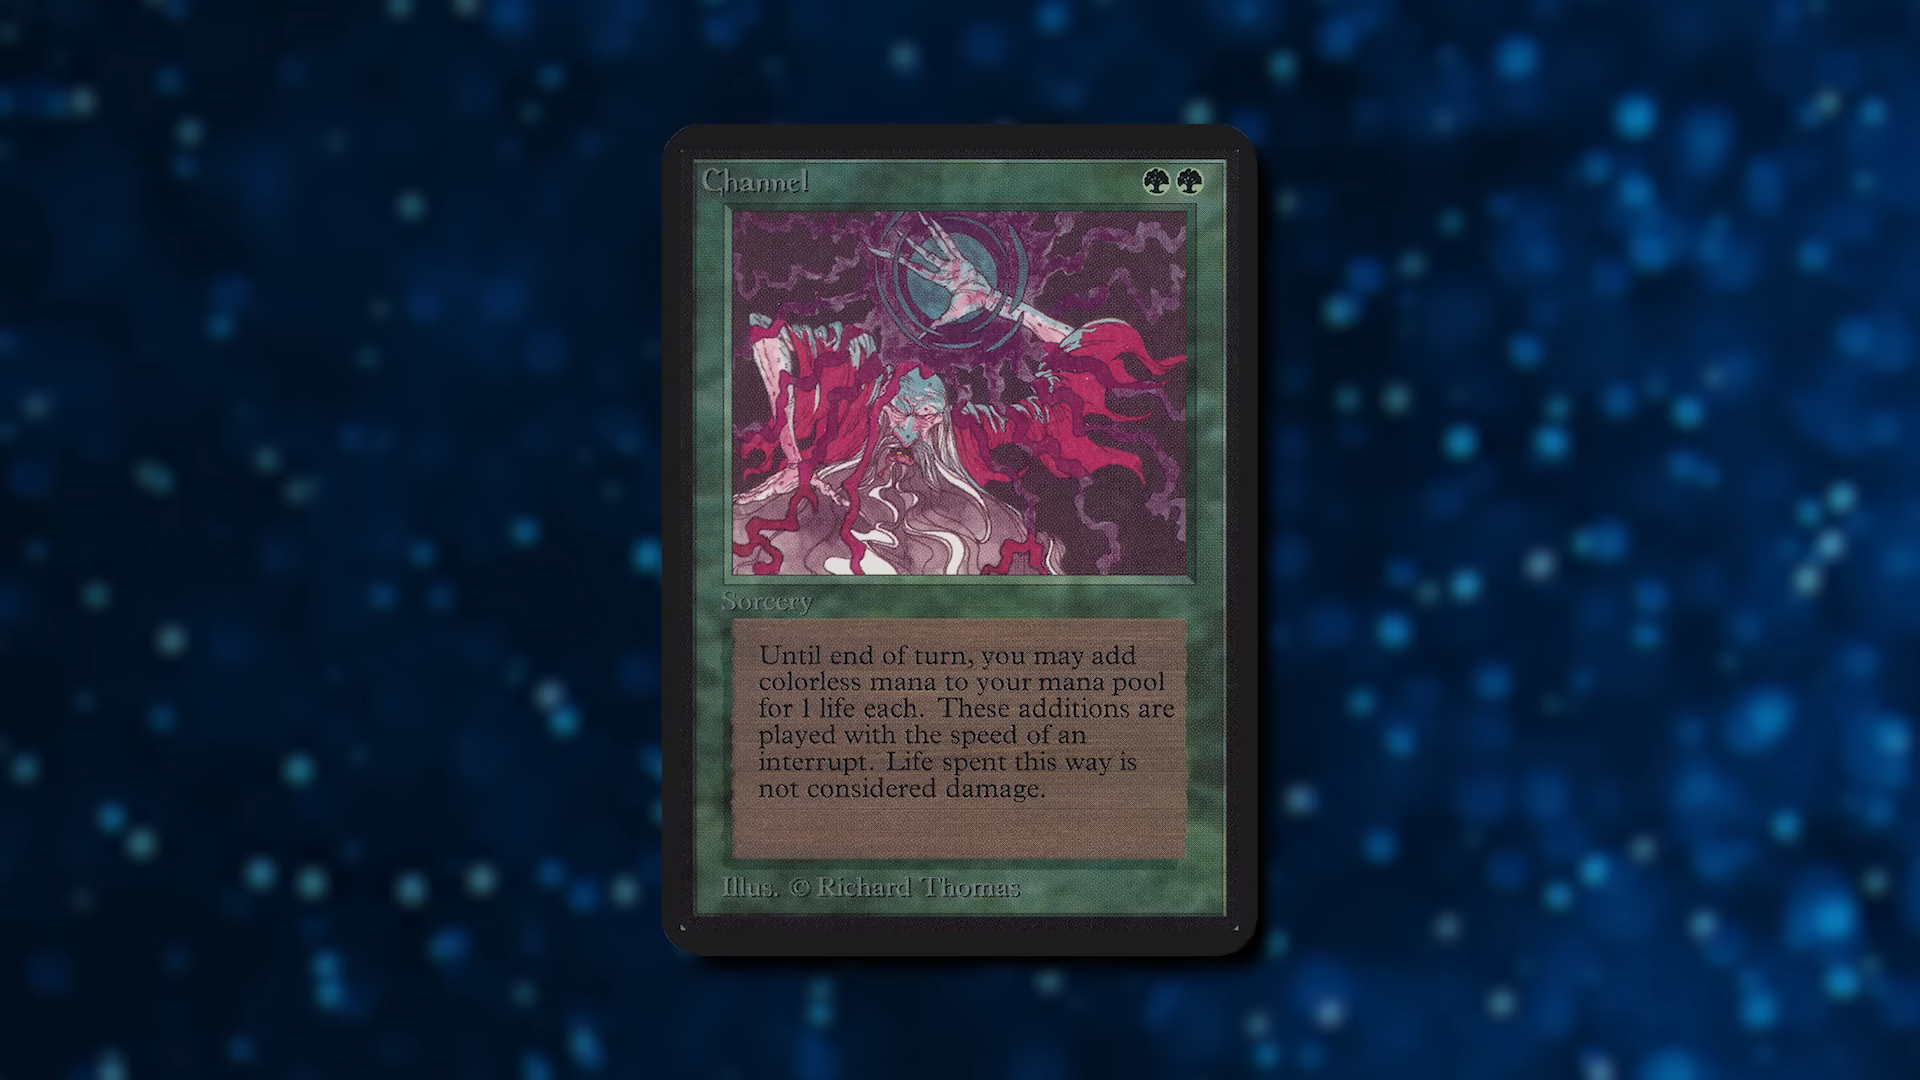 Channel
Sorcery
Until end of turn, you may add
colorless mana to your mana pool
for 1 life each. These additions are
played with the speed of an
interrupt. Life spent this way is
not considered damage.
Illus. © Richard Thomas